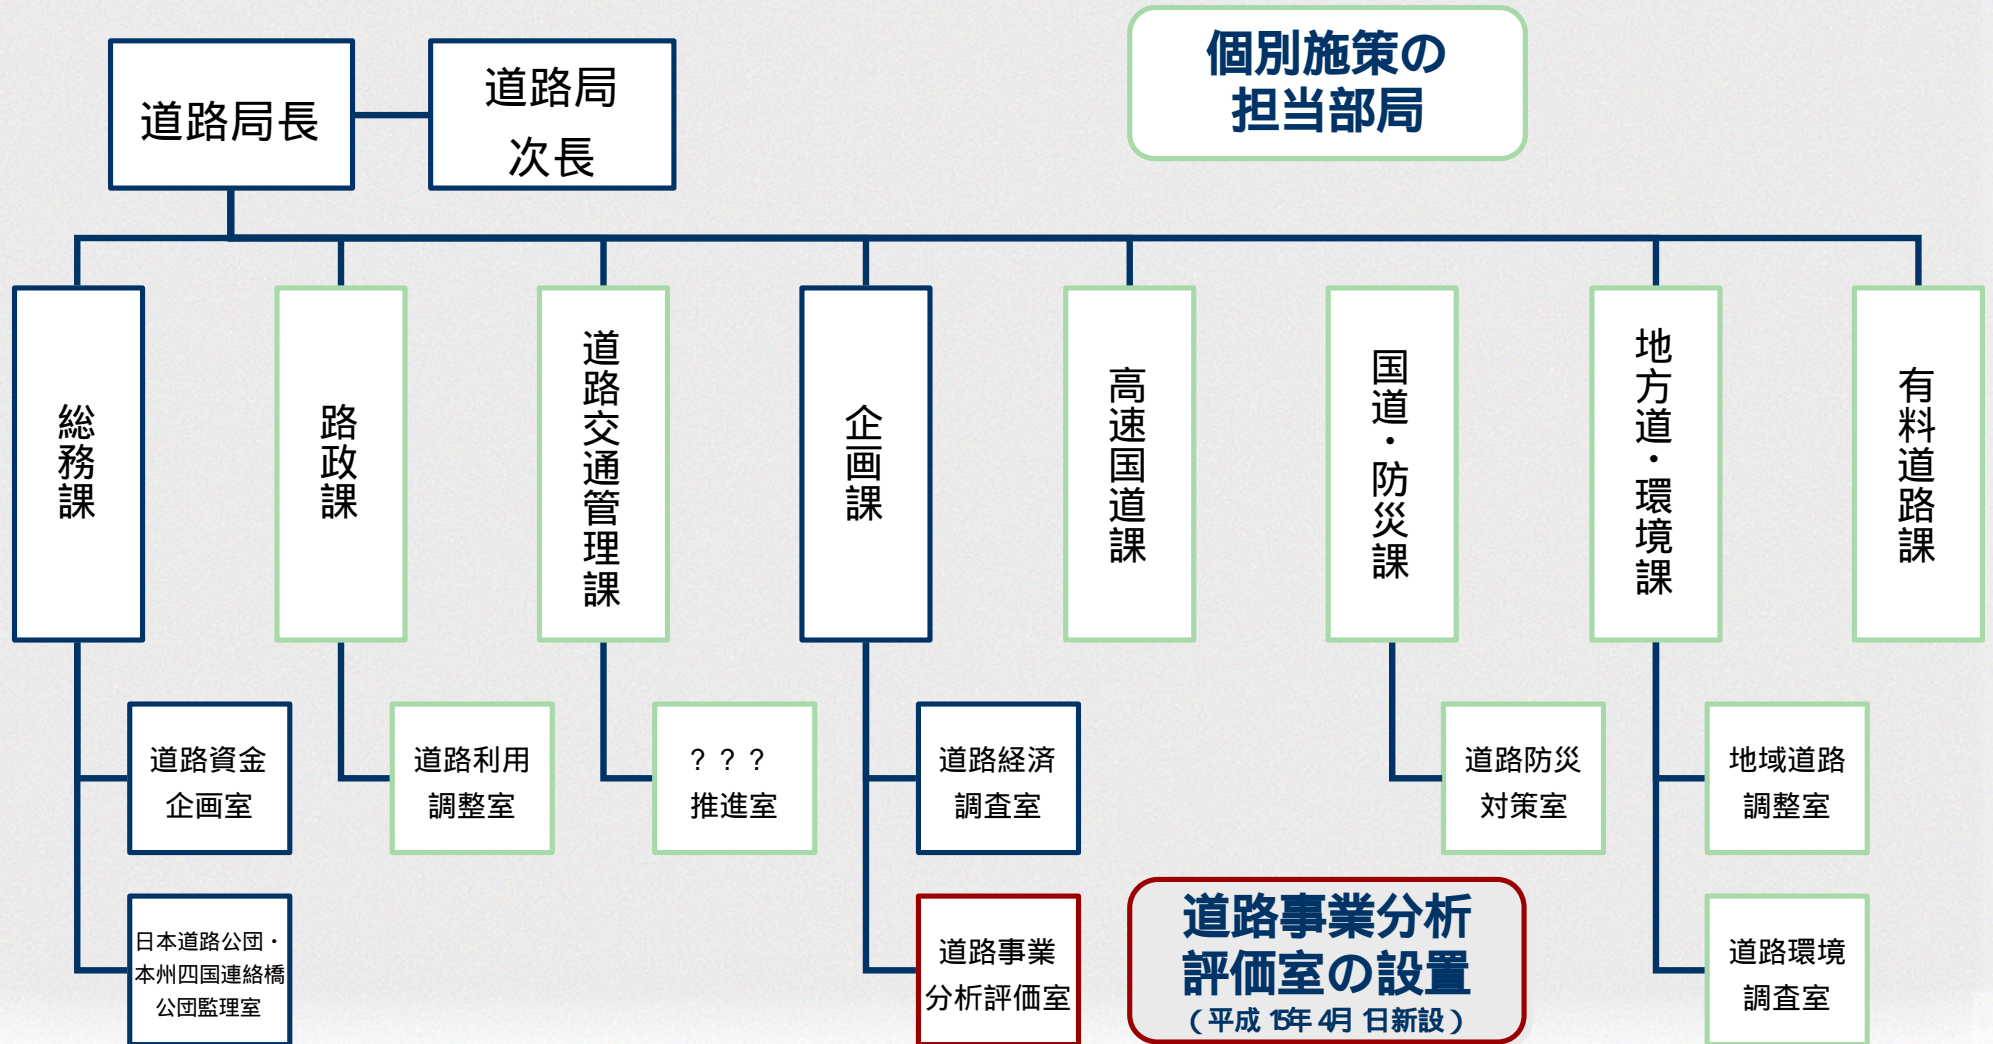 個別施策の
担当部局
道路局長
道路局
次長
総務課
路政課
道路交通管理課
企画課
高速国道課
国道・防災課
地方道・環境課
有料道路課
道路資金
企画室
道路利用
調整室
？？？
推進室
道路経済
調査室
道路防災
対策室
地域道路
調整室
日本道路公団・
本州四国連絡橋
公団監理室
道路事業
分析評価室
道路事業分析
評価室の設置
（平成15年4月 日新設）
道路環境
調査室